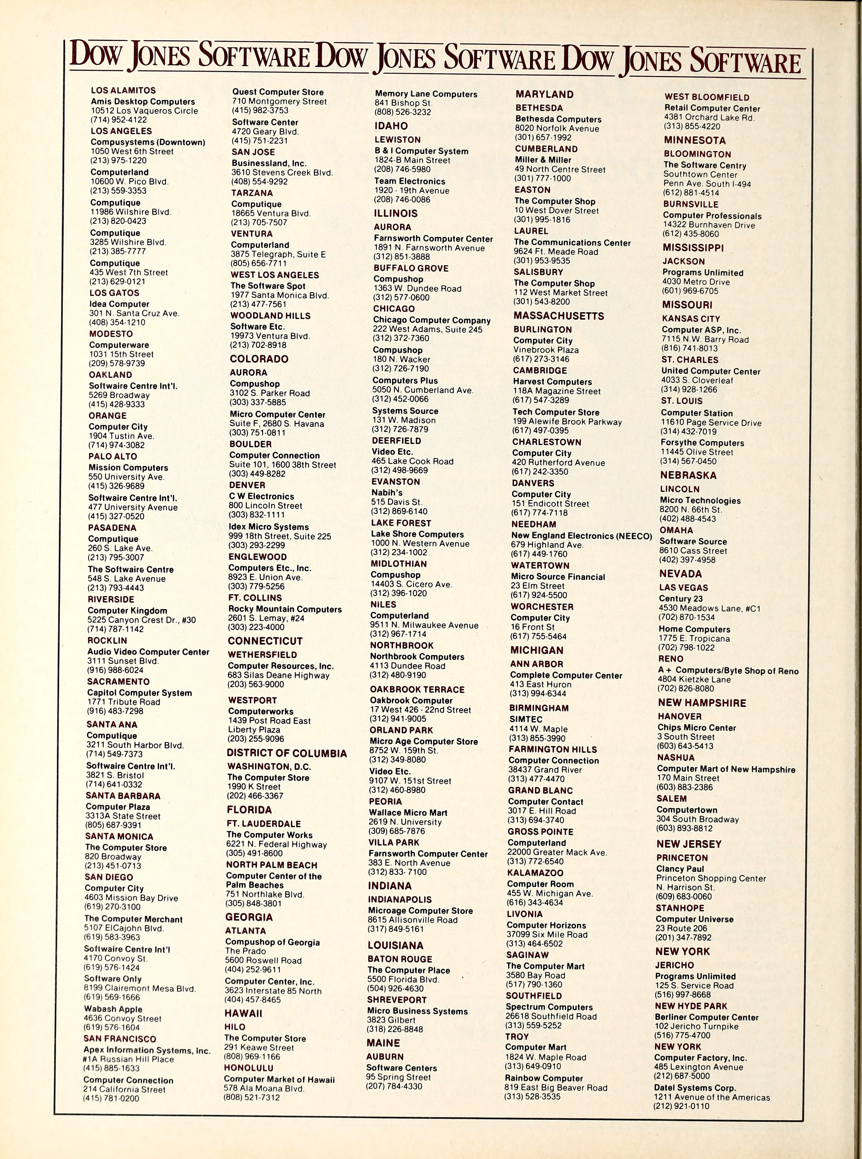 DOW JONES SOFTWARE DOW JONES SOFTWARE DOW JONES SOFTWARE
LOS ALAMITOS
Amis Desktop Computers
10512 Los Vaqueros Circle
(714) 952-4122
LOS ANGELES
Compusystems (Downtown)
1050 West 6th Street
(213) 975-1220
Computerland
10600 W. Pico Blvd.
(213) 559-3353
Computique
11986 Wilshire Blvd.
(213) 820-0423
Computique
3285 Wilshire Blvd.
(213) 385-7777
Computique
435 West 7th Street
(213) 629-0121
LOS GATOS
Idea Computer
301 N. Santa Cruz Ave.
(408) 354-1210
MODESTO
Computerware
1031 15th Street
(209) 578-9739
OAKLAND
Softwaire Centre Int'l.
5269 Broadway
(415) 428-9333
ORANGE
Computer City
1904 Tustin Ave.
(714) 974-3082
PALO ALTO
Mission Computers
550 University Ave.
(415) 326-9689
Softwaire Centre Int'l.
477 University Avenue
(415) 327-0520
PASADENA
Computique
260 S. Lake Ave.
(213) 795-3007
The Softwaire Centre
548 S. Lake Avenue
(213) 793-4443
RIVERSIDE
Computer Kingdom
5225 Canyon Crest Dr., #30
(714) 787-1142
ROCKLIN
Audio Video Computer Center
3111 Sunset Blvd.
(916) 988-6024
SACRAMENTO
Capitol Computer System
1771 Tribute Road
(916) 483-7298
SANTA ANA
Computique
3211 South Harbor Blvd.
(714) 549-7373
Softwaire Centre Int'l.
3821 S. Bristol
(714) 641-0332
SANTA BARBARA
Computer Plaza
3313A State Street
(805) 687-9391
SANTA MONICA
The Computer Store
820 Broadway
(213) 451-0713
SAN DIEGO
Computer City
4603 Mission Bay Drive
(619) 270-3100
The Computer Merchant
5107 ElCajohn Blvd.
(619) 583-3963
Softwaire Centre Int'l
4170 Convoy St.
(619) 576-1424
Software Only
8199 Clairemont Mesa Blvd.
(619) 569-1666
Wabash Apple
4636 Convoy Street
(619) 576-1604
SAN FRANCISCO
Apex Information Systems, Inc.
#1A Russian Hill Place
(415) 885-1633
Computer Connection
214 California Street
(415) 781-0200
Quest Computer Store
710 Montgomery Street
(415) 982-3753
Software Center
4720 Geary Blvd.
(415) 751-2231
SAN JOSE
Businessland, Inc.
3610 Stevens Creek Blvd.
(408) 554-9292
TARZANA
Computique
18665 Ventura Blvd.
(213) 705-7507
VENTURA
Computerland
3875 Telegraph, Suite E
(805) 656-7711
WEST LOS ANGELES
The Software Spot
1977 Santa Monica Blvd.
(213) 477-7561
WOODLAND HILLS
Software Etc.
19973 Ventura Blvd.
(213) 702-8918
COLORADO
AURORA
Compushop
3102 S. Parker Road
(303) 337-5885
Micro Computer Center
Suite F, 2680 S. Havana
(303) 751-0811
BOULDER
Computer Connection
Suite 101, 1600 38th Street
(303) 449-8282
DENVER
C W Electronics
800 Lincoln Street
(303) 832-1111
Idex Micro Systems
999 18th Street, Suite 225
(303) 293-2299
ENGLEWOOD
Computers Etc., Inc.
8923 E. Union Ave.
(303) 779-5256
FT. COLLINS
Rocky Mountain Computers
2601 S. Lemay, #24
(303) 223-4000
CONNECTICUT
WETHERSFIELD
Computer Resources, Inc.
683 Silas Deane Highway
(203) 563-9000
WESTPORT
Computerworks
1439 Post Road East
Liberty Plaza
(203) 255-9096
DISTRICT OF COLUMBIA
WASHINGTON, D.C.
The Computer Store
1990 K Street
(202) 466-3367
FLORIDA
FT. LAUDERDALE
The Computer Works
6221 N. Federal Highway
(305) 491-8600
NORTH PALM BEACH
Computer Center of the
Palm Beaches
751 Northlake Blvd.
(305) 848-3801
GEORGIA
ATLANTA
Compushop of Georgia
The Prado
5600 Roswell Road
(404) 252-9611
Computer Center, Inc.
3623 Interstate 85 North
(404) 457-8465
HAWAII
HILO
The Computer Store
291 Keawe Street
(808) 969-1166
HONOLULU
Computer Market of Hawaii
578 Ala Moana Blvd.
(808) 521-7312
Memory Lane Computers
841 Bishop St.
(808) 526-3232
IDAHO
LEWISTON
B & I Computer System
1824-B Main Street
(208) 746-5980
Team Electronics
1920 - 19th Avenue
(208) 746-0086
ILLINOIS
AURORA
Farnsworth Computer Center
1891 N. Farnsworth Avenue
(312) 851-3888
BUFFALO GROVE
Compushop
1363 W. Dundee Road
(312) 577-0600
CHICAGO
Chicago Computer Company
222 West Adams, Suite 245
(312) 372-7360
Compushop
180 N. Wacker
(312) 726-7190
Computers Plus
5050 N. Cumberland Ave.
(312) 452-0066
Systems Source
131 W. Madison
(312) 726-7879
DEERFIELD
Video Etc.
465 Lake Cook Road
(312) 498-9669
EVANSTON
Nabih's
515 Davis St.
(312) 869-6140
LAKE FOREST
Lake Shore Computers
1000 N. Western Avenue
(312) 234-1002
MIDLOTHIAN
Compushop
14403 S. Cicero Ave.
(312) 396-1020
NILES
Computerland
9511 N. Milwaukee Avenue
(312) 967-1714
NORTHBROOK
Northbrook Computers
4113 Dundee Road
(312) 480-9190
OAKBROOK TERRACE
Oakbrook Computer
17 West 426 - 22nd Street
(312) 941-9005
ORLAND PARK
Micro Age Computer Store
8752 W. 159th St.
(312) 349-8080
Video Etc.
9107 W. 151st Street
(312) 460-8980
PEORIA
Wallace Micro Mart
2619 N. University
(309) 685-7876
VILLA PARK
Farnsworth Computer Center
383 E. North Avenue
(312) 833-7100
INDIANA
INDIANAPOLIS
Microage Computer Store
8615 Allisonville Road
(317) 849-5161
LOUISIANA
BATON ROUGE
The Computer Place
5500 Florida Blvd.
(504) 926-4630
SHREVEPORT
Micro Business Systems
3823 Gilbert
(318) 226-8848
MAINE
AUBURN
Software Centers
95 Spring Street
(207) 784-4330
MARYLAND
BETHESDA
Bethesda Computers
8020 Norfolk Avenue
(301) 657-1992
CUMBERLAND
Miller & Miller
49 North Centre Street
(301) 777-1000
EASTON
The Computer Shop
10 West Dover Street
(301) 995-1816
LAUREL
The Communications Center
9624 Ft. Meade Road
(301) 953-9535
SALISBURY
The Computer Shop
112 West Market Street
(301) 543-8200
MASSACHUSETTS
BURLINGTON
Computer City
Vinebrook Plaza
(617) 273-3146
CAMBRIDGE
Harvest Computers
118A Magazine Street
(617) 547-3289
Tech Computer Store
199 Alewife Brook Parkway
(617) 497-0395
CHARLESTOWN
Computer City
420 Rutherford Avenue
(617) 242-3350
DANVERS
Computer City
151 Endicott Street
(617) 774-7118
NEEDHAM
New England Electronics (NEECO)
679 Highland Ave.
(617) 449-1760
WATERTOWN
Micro Source Financial
23 Elm Street
(617) 924-5500
WORCHESTER
Computer City
16 Front St
(617) 755-5464
MICHIGAN
ANN ARBOR
Complete Computer Center
413 East Huron
(313) 994-6344
BIRMINGHAM
SIMTEC
4114 W. Maple
(313) 855-3990
FARMINGTON HILLS
Computer Connection
38437 Grand River
(313) 477-4470
GRAND BLANC
Computer Contact
3017 E. Hill Road
(313) 694-3740
GROSS POINTE
Computerland
22000 Greater Mack Ave.
(313) 772-6540
KALAMAZOO
Computer Room
455 W. Michigan Ave.
(616) 343-4634
LIVONIA
Computer Horizons
37099 Six Mile Road
(313) 464-6502
SAGINAW
The Computer Mart
3580 Bay Road
(517) 790-1360
SOUTHFIELD
Spectrum Computers
26618 Southfield Road
(313) 559-5252
TROY
Computer Mart
1824 W. Maple Road
(313) 649-0910
Rainbow Computer
819 East Big Beaver Road
(313) 528-3535
WEST BLOOMFIELD
Retail Computer Center
4381 Orchard Lake Rd.
(313) 855-4220
MINNESOTA
BLOOMINGTON
The Software Centry
Southtown Center
Penn Ave. South I-494
(612) 881-4514
BURNSVILLE
Computer Professionals
14322 Burnhaven Drive
(612) 435-8060
MISSISSIPPI
JACKSON
Programs Unlimited
4030 Metro Drive
(601) 969-6705
MISSOURI
KANSAS CITY
Computer ASP, Inc.
7115 N.W. Barry Road
(816) 741-8013
ST. CHARLES
United Computer Center
4033 S. Cloverleaf
(314) 928-1266
ST. LOUIS
Computer Station
11610 Page Service Drive
(314) 432-7019
Forsythe Computers
11445 Olive Street
(314) 567-0450
NEBRASKA
LINCOLN
Micro Technologies
8200 N. 66th St.
(402) 488-4543
OMAHA
Software Source
8610 Cass Street
(402) 397-4958
NEVADA
LAS VEGAS
Century 23
4530 Meadows Lane, #C1
(702) 870-1534
Home Computers
1775 E. Tropicana
(702) 798-1022
RENO
A + Computers/Byte Shop of Reno
4804 Kietzke Lane
(702) 826-8080
NEW HAMPSHIRE
HANOVER
Chips Micro Center
3 South Street
(603) 643-5413
NASHUA
Computer Mart of New Hampshire
170 Main Street
(603) 883-2386
SALEM
Computertown
304 South Broadway
(603) 893-8812
NEW JERSEY
PRINCETON
Clancy Paul
Princeton Shopping Center
N. Harrison St.
(609) 683-0060
STANHOPE
Computer Universe
23 Route 206
(201) 347-7892
NEW YORK
JERICHO
Programs Unlimited
125 S. Service Road
(516) 997-8668
NEW HYDE PARK
Berliner Computer Center
102 Jericho Turnpike
(516) 775-4700
NEW YORK
Computer Factory, Inc.
485 Lexington Avenue
(212) 687-5000
Datel Systems Corp.
1211 Avenue of the Americas
(212) 921-0110